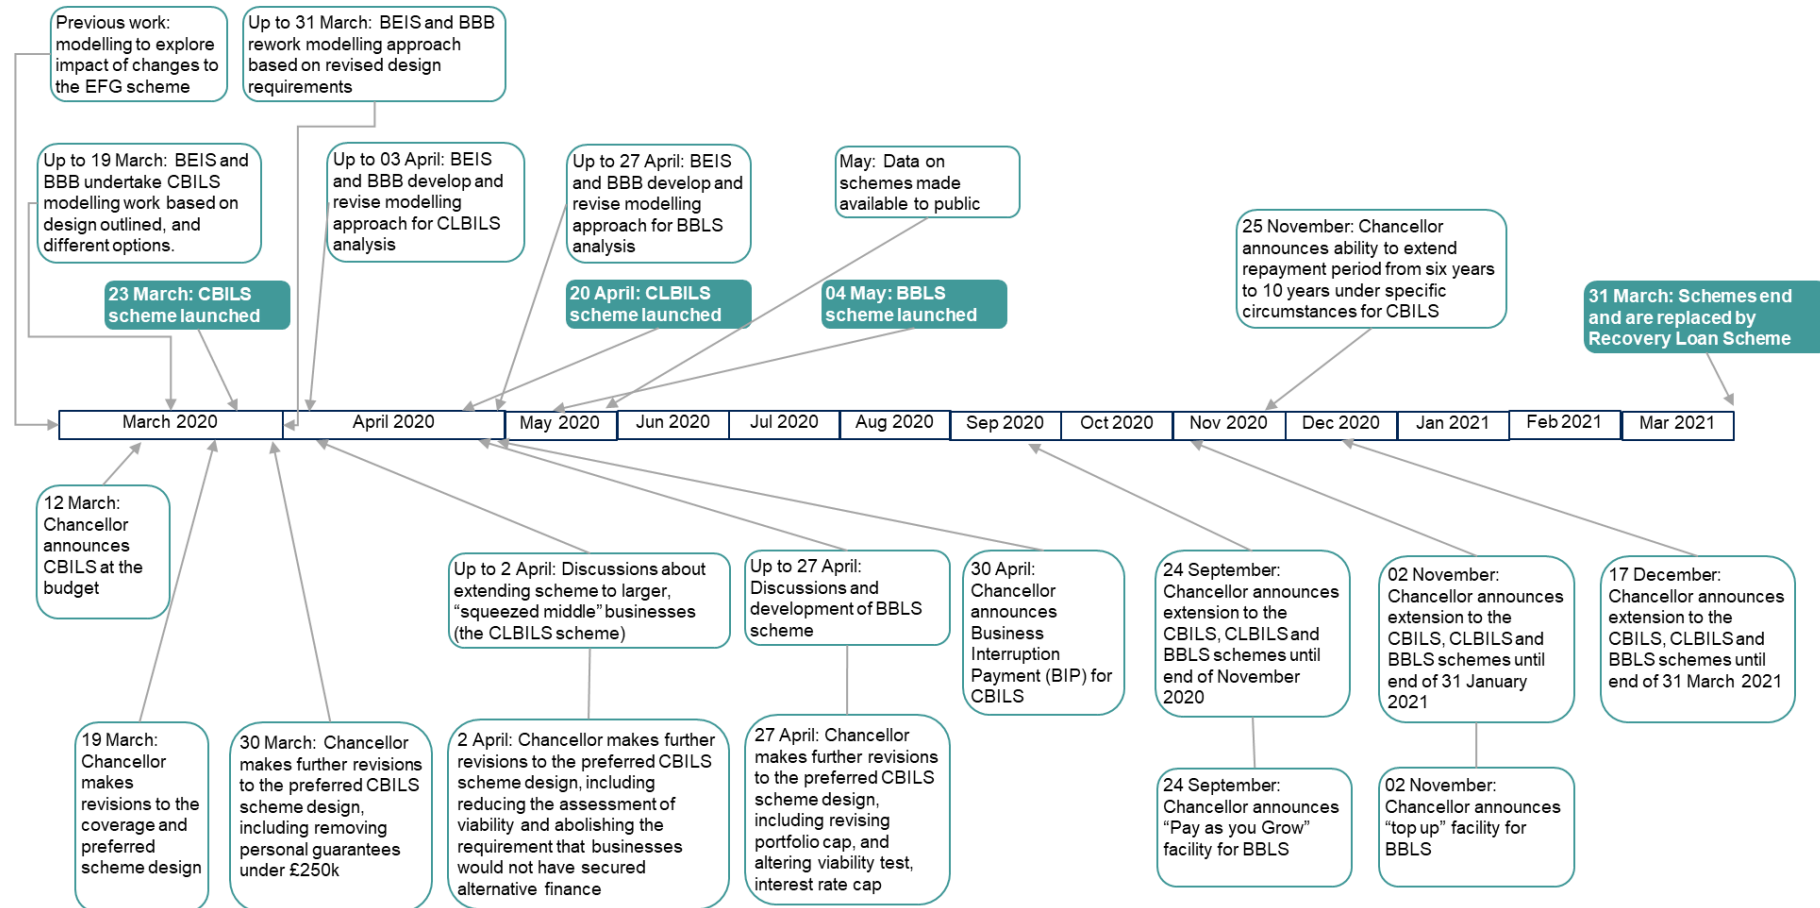 Previous work:
modelling to explore
impact of changes to
the EFG scheme
Up to 31 March: BEIS and BBB
rework modelling approach
based on revised design
requirements
Up to 19 March: BEIS and
BBB undertake CBILS
modelling work based on
design outlined, and
different options.
Up to 03 April: BEIS
and BBB develop and
revise modelling
approach for CLBILS
analysis
Up to 27 April: BEIS
and BBB develop and
revise modelling
approach for BBLS
analysis
May: Data on
schemes made
available to public
25 November: Chancellor
announces ability to extend
repayment period from six years
to 10 years under specific
circumstances for CBILS
23 March: CBILS
scheme launched
20 April: CLBILS
scheme launched
04 May: BBLS
scheme launched
31 March: Schemes end
and are replaced by
Recovery Loan Scheme
March 2020
April 2020
May 2020
Jun 2020
Jul 2020
Aug 2020
Sep 2020
Oct 2020
Nov 2020
Dec 2020
Jan 2021
Feb 2021
Mar 2021
12 March:
Chancellor
announces
CBILS at the
budget
Up to 2 April: Discussions about
extending scheme to larger,
“squeezed middle” businesses
(the CLBILS scheme)
Up to 27 April:
Discussions and
development of BBLS
scheme
30 April:
Chancellor
announces
Business
Interruption
Payment (BIP) for
CBILS
24 September:
Chancellor announces
extension to the
CBILS, CLBILS and
BBLS schemes until
end of November
2020
02 November:
Chancellor announces
extension to the
CBILS, CLBILS and
BBLS schemes until
end of 31 January
2021
17 December:
Chancellor announces
extension to the
CBILS, CLBILS and
BBLS schemes until
end of 31 March 2021
19 March:
Chancellor
makes
revisions to the
coverage and
preferred
scheme design
30 March: Chancellor
makes further revisions
to the preferred CBILS
scheme design,
including removing
personal guarantees
under £250k
2 April: Chancellor makes further
revisions to the preferred CBILS
scheme design, including
reducing the assessment of
viability and abolishing the
requirement that businesses
would not have secured
alternative finance
27 April: Chancellor
makes further revisions
to the preferred CBILS
scheme design,
including revising
portfolio cap, and
altering viability test,
interest rate cap
24 September:
Chancellor announces
“Pay as you Grow”
facility for BBLS
02 November:
Chancellor announces
“top up” facility for
BBLS